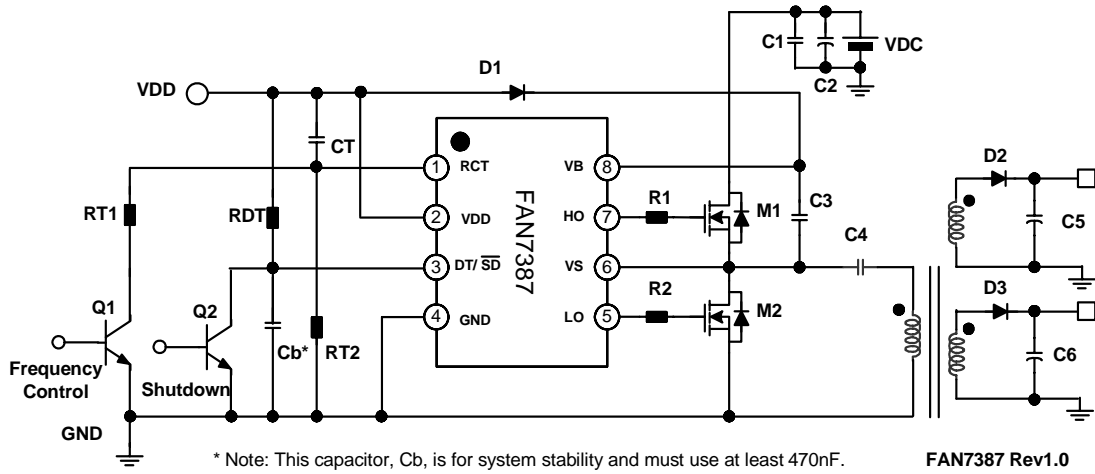 C1
VDC
C2
D1
VDD
CT
1
RCT
VB
8
RT1
RDT
2
VDD
FAN7387
HO
7
R1
M1
C3
D2
C5
3
DT/ SD
VS
6
C4
Q1
Q2
4
GND
LO
5
R2
M2
D3
C6
Cb*
RT2
Frequency
Control
Shutdown
GND
* Note: This capacitor, Cb, is for system stability and must use at least 470nF.
FAN7387 Rev1.0